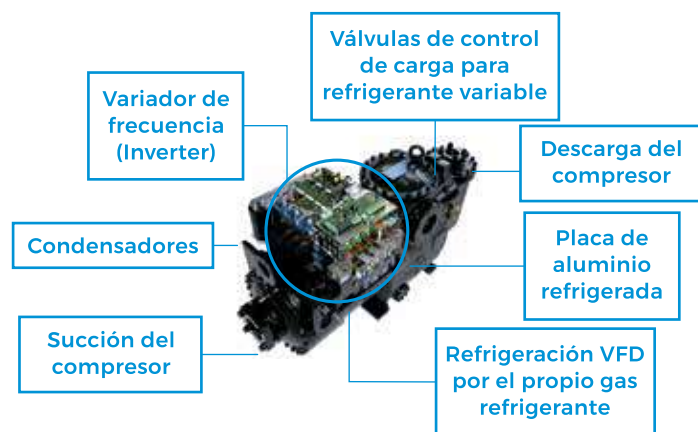 Válvulas de control
de carga para
refrigerante variable
Variador de
frecuencia
(Inverter)
Descarga del
compresor
Condensadores
Placa de
aluminio
refrigerada
Succión del
compresor
Refrigeración VFD
por el propio gas
refrigerante